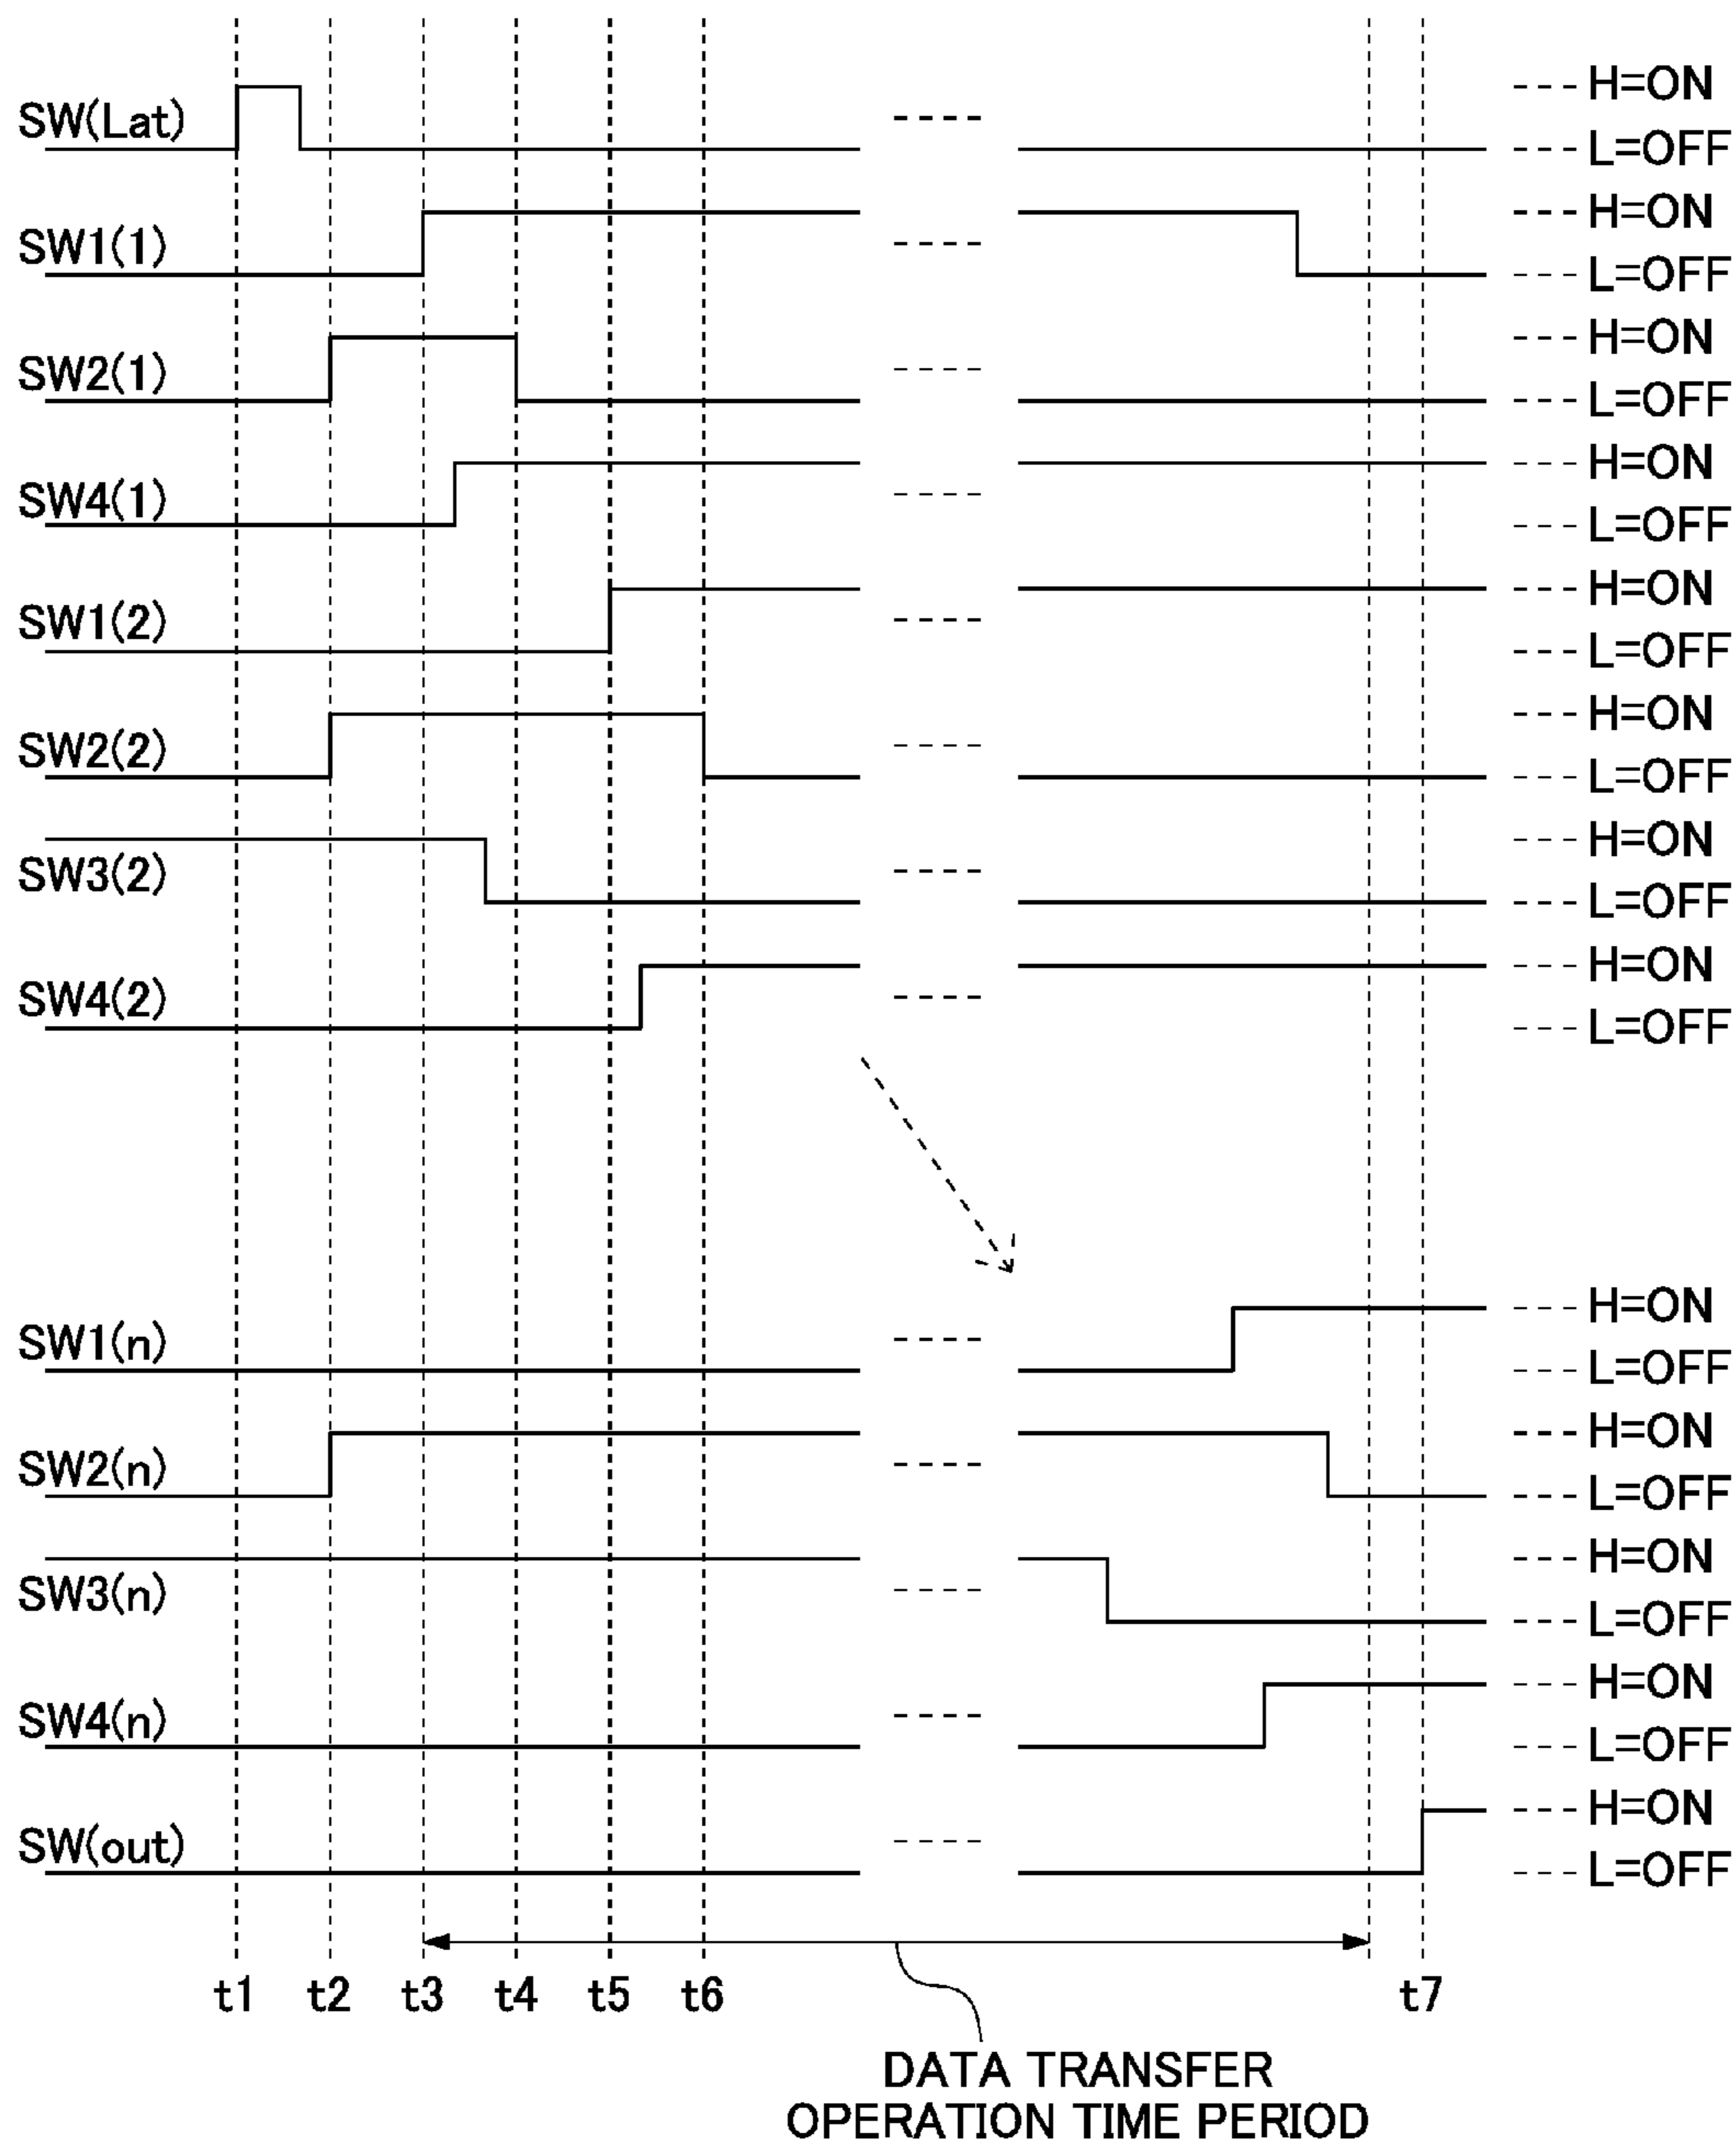 SW(Lat)
H=ON
L=OFF
SW1(1)
H=ON
L=OFF
SW2(1)
H=ON
L=OFF
SW4(1)
H=ON
L=OFF
SW1(2)
H=ON
L=OFF
SW2(2)
H=ON
L=OFF
SW3(2)
H=ON
L=OFF
SW4(2)
H=ON
L=OFF
SW1(n)
H=ON
L=OFF
SW2(n)
H=ON
L=OFF
SW3(n)
H=ON
L=OFF
SW4(n)
H=ON
L=OFF
SW(out)
H=ON
L=OFF
t1 t2 t3 t4 t5 t6 t7
DATA TRANSFER
OPERATION TIME PERIOD